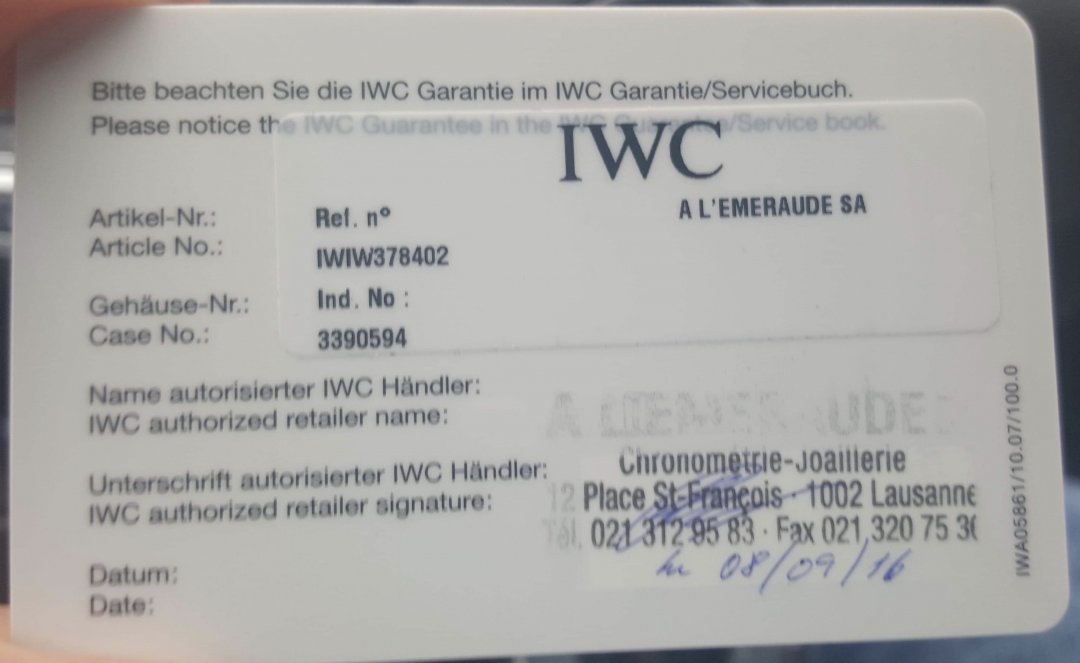 Bitte beachten Sie die IWC Garantie im IWC Garantie/Servicebuch.
Please notice the IWC Guarantee in the IWC Guarantee/Service book.
IWC
A L'EMERAUDE SA
Artikel-Nr.:
Article No.:
Ref. nº
IWIW378402
Gehäuse-Nr.:
Case No.:
Ind. No :
3390594
Name autorisierter IWC Händler:
IWC authorized retailer name:
A L'EMERAUDE
Unterschrift autorisierter IWC Händler:
IWC authorized retailer signature:
Chronométrie-Joaillerie
12 Place St-François · 1002 Lausanne
Tél. 021 312 95 83 · Fax 021 320 75 3
Datum:
Date:
08/09/16
IWA05861/10.07/100.0